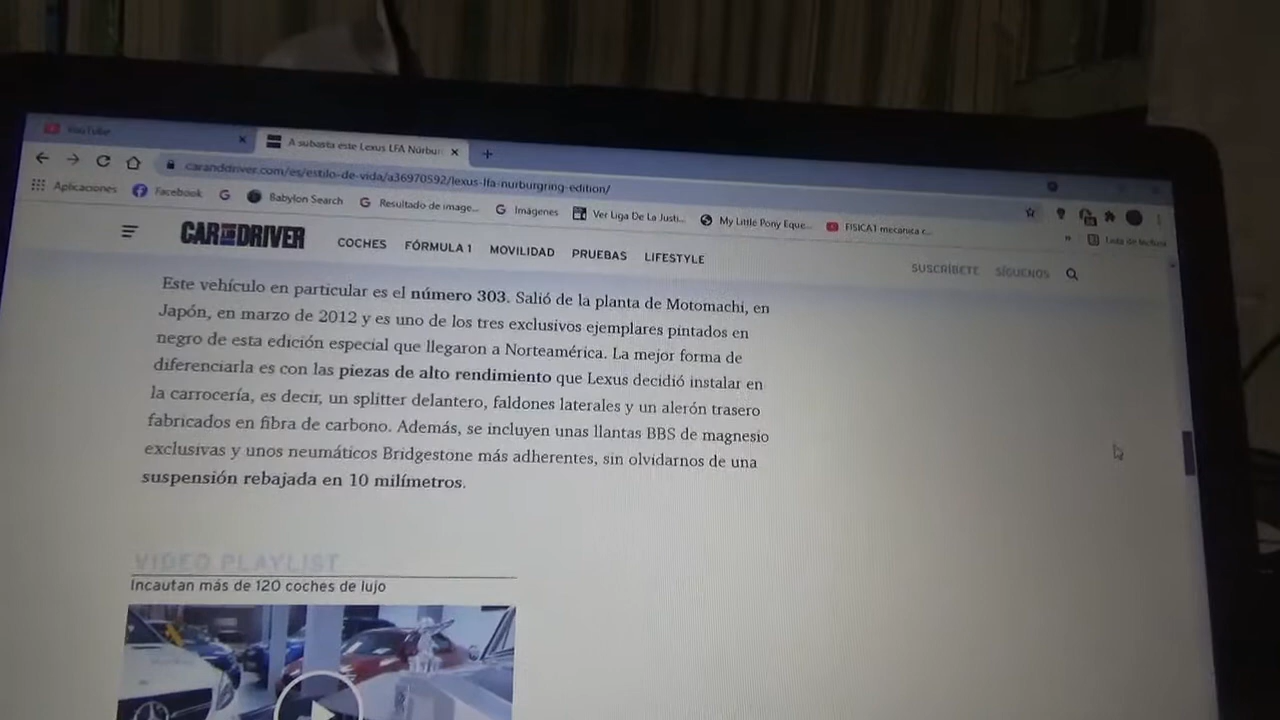 YouTube
A subasta este Lexus LFA Nürbur
caranddriver.com/es/estilo-de-vida/a36970592/lexus-lfa-nurburgring-edition/
Aplicaciones Facebook Babylon Search Resultado de image... Imágenes Ver Liga De La Justi... My Little Pony Eque... FISICA1 mecanica r... » Lista de lectura
CAR AND DRIVER COCHES FÓRMULA 1 MOVILIDAD PRUEBAS LIFESTYLE SUSCRÍBETE SÍGUENOS
Este vehículo en particular es el número 303. Salió de la planta de Motomachi, en
Japón, en marzo de 2012 y es uno de los tres exclusivos ejemplares pintados en
negro de esta edición especial que llegaron a Norteamérica. La mejor forma de
diferenciarla es con las piezas de alto rendimiento que Lexus decidió instalar en
la carrocería, es decir, un splitter delantero, faldones laterales y un alerón trasero
fabricados en fibra de carbono. Además, se incluyen unas llantas BBS de magnesio
exclusivas y unos neumáticos Bridgestone más adherentes, sin olvidarnos de una
suspensión rebajada en 10 milímetros.
VIDEO PLAYLIST
Incautan más de 120 coches de lujo